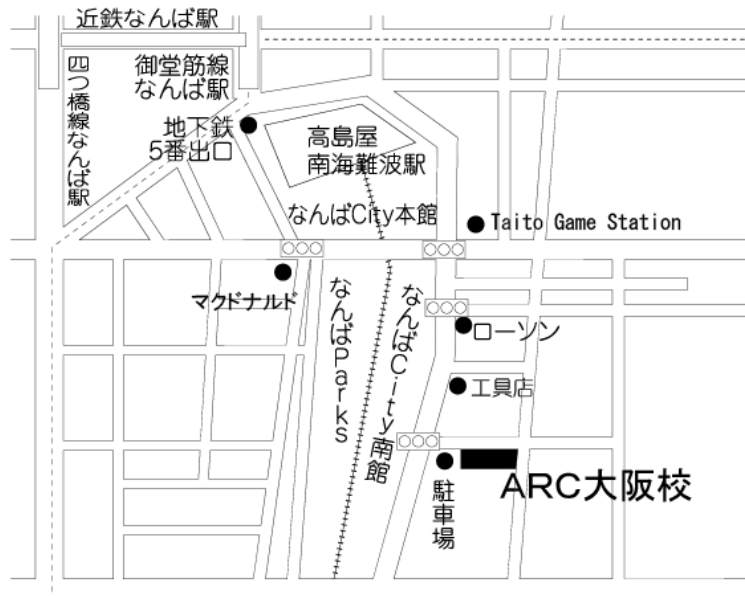 近鉄なんば駅
四つ橋線なんば駅
御堂筋線
なんば駅
地下鉄
5番出口
高島屋
南海難波駅
なんばCity本館
Taito Game Station
マクドナルド
なんばParks
なんばCity南館
ローソン
工具店
ARC大阪校
駐車場